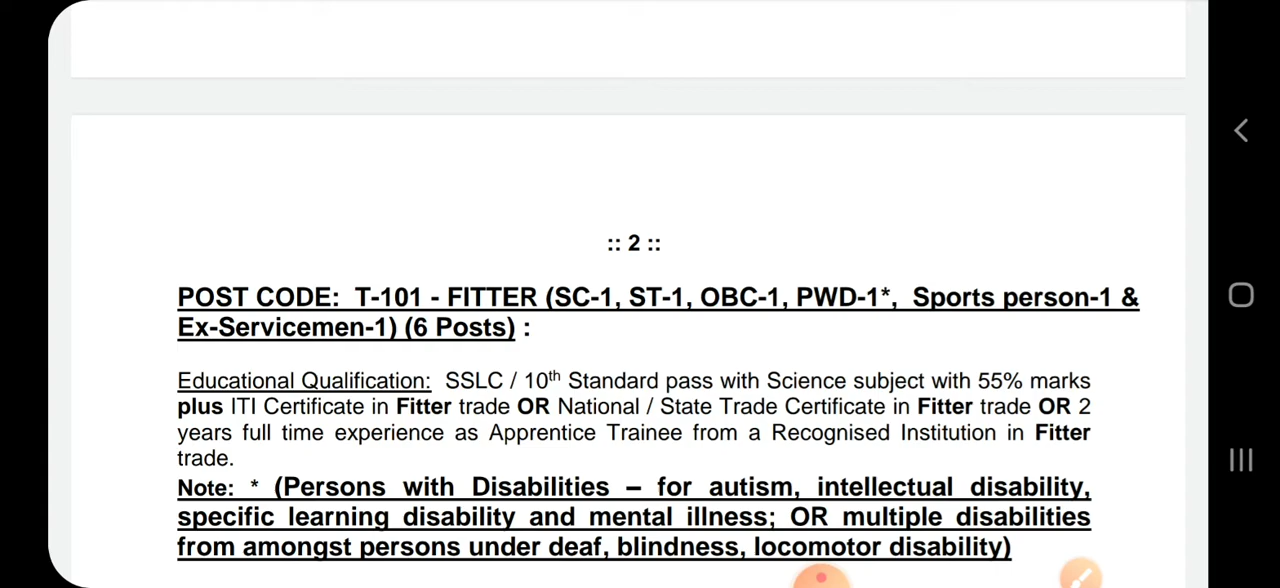 :: 2 ::
POST CODE: T-101 - FITTER (SC-1, ST-1, OBC-1, PWD-1*, Sports person-1 &
Ex-Servicemen-1) (6 Posts) :
Educational Qualification: SSLC / 10th Standard pass with Science subject with 55% marks
plus ITI Certificate in Fitter trade OR National / State Trade Certificate in Fitter trade OR 2
years full time experience as Apprentice Trainee from a Recognised Institution in Fitter
trade.
Note: * (Persons with Disabilities – for autism, intellectual disability,
specific learning disability and mental illness; OR multiple disabilities
from amongst persons under deaf, blindness, locomotor disability)